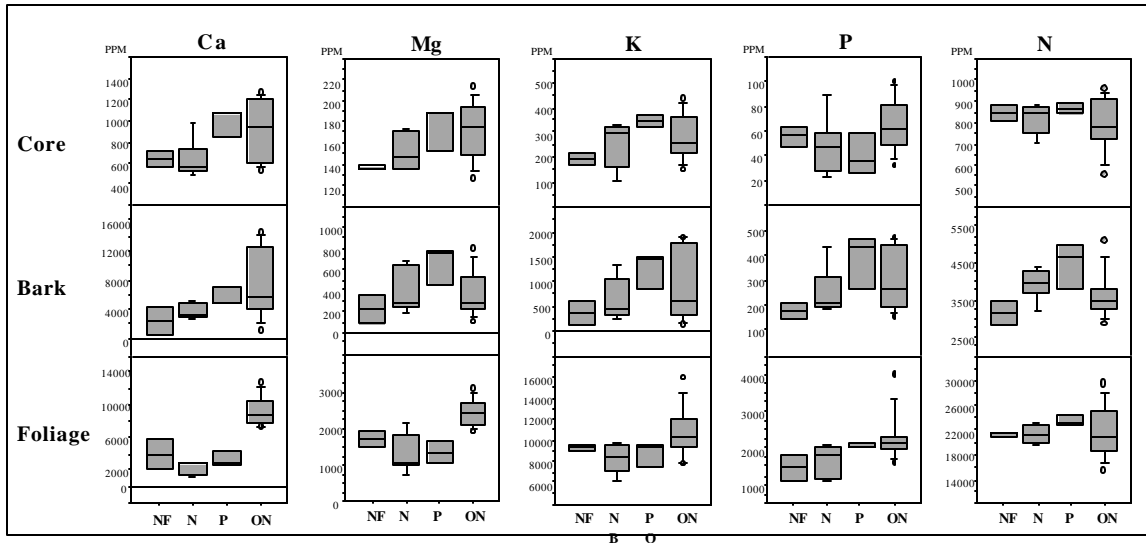 Ca Mg K P N
PPM PPM PPM PPM PPM
Core
1400 1200 1000 800 600 400
220 200 180 160 140 120
500 400 300 200 100
100 80 60 40 20
1000 900 800 700 600 500
Bark
16000 12000 8000 4000 0
1000 800 600 400 200 0
2000 1500 1000 500 0
500 400 300 200 100
5500 4500 3500 2500
Foliage
14000 10000 6000 2000 0
3000 2000 1000 0
16000 14000 12000 10000 8000 6000
4000 3000 2000 1000
30000 26000 22000 18000 14000
NF N P ON NF N P ON NF N P ON NF N P ON NF N P ON
B O